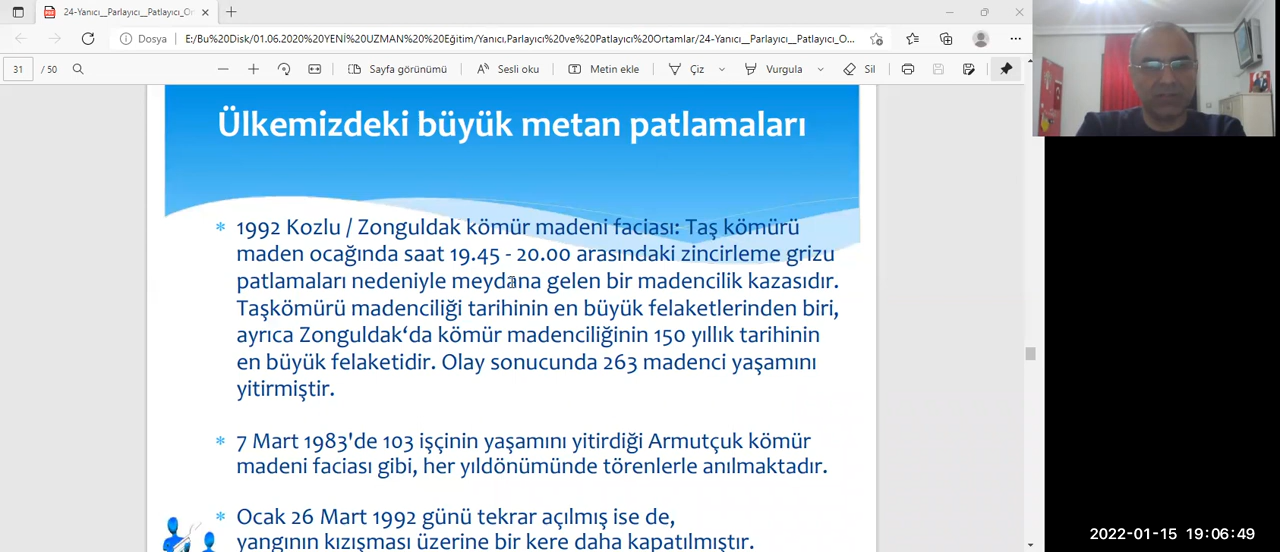 24-Yanıcı__Parlayıcı__Patlayıcı_Or
Dosya
E:/Bu%20Disk/01.06.2020%20YENİ%20UZMAN%20%20Eğitim/Yanıcı,Parlayıcı%20ve%20Patlayıcı%20Ortamlar/24-Yanıcı__Parlayıcı__Patlayıcı_O...
31 /50
Sayfa görünümü
Sesli oku
Metin ekle
Çiz
Vurgula
Sil
Ülkemizdeki büyük metan patlamaları
* 1992 Kozlu / Zonguldak kömür madeni faciası: Taş kömürü
maden ocağında saat 19.45 - 20.00 arasındaki zincirleme grizu
patlamaları nedeniyle meydana gelen bir madencilik kazasıdır.
Taşkömürü madenciliği tarihinin en büyük felaketlerinden biri,
ayrıca Zonguldak‘da kömür madenciliğinin 150 yıllık tarihinin
en büyük felaketidir. Olay sonucunda 263 madenci yaşamını
yitirmiştir.
* 7 Mart 1983'de 103 işçinin yaşamını yitirdiği Armutçuk kömür
madeni faciası gibi, her yıldönümünde törenlerle anılmaktadır.
* Ocak 26 Mart 1992 günü tekrar açılmış ise de,
yangının kızışması üzerine bir kere daha kapatılmıştır.
2022-01-15 19:06:49